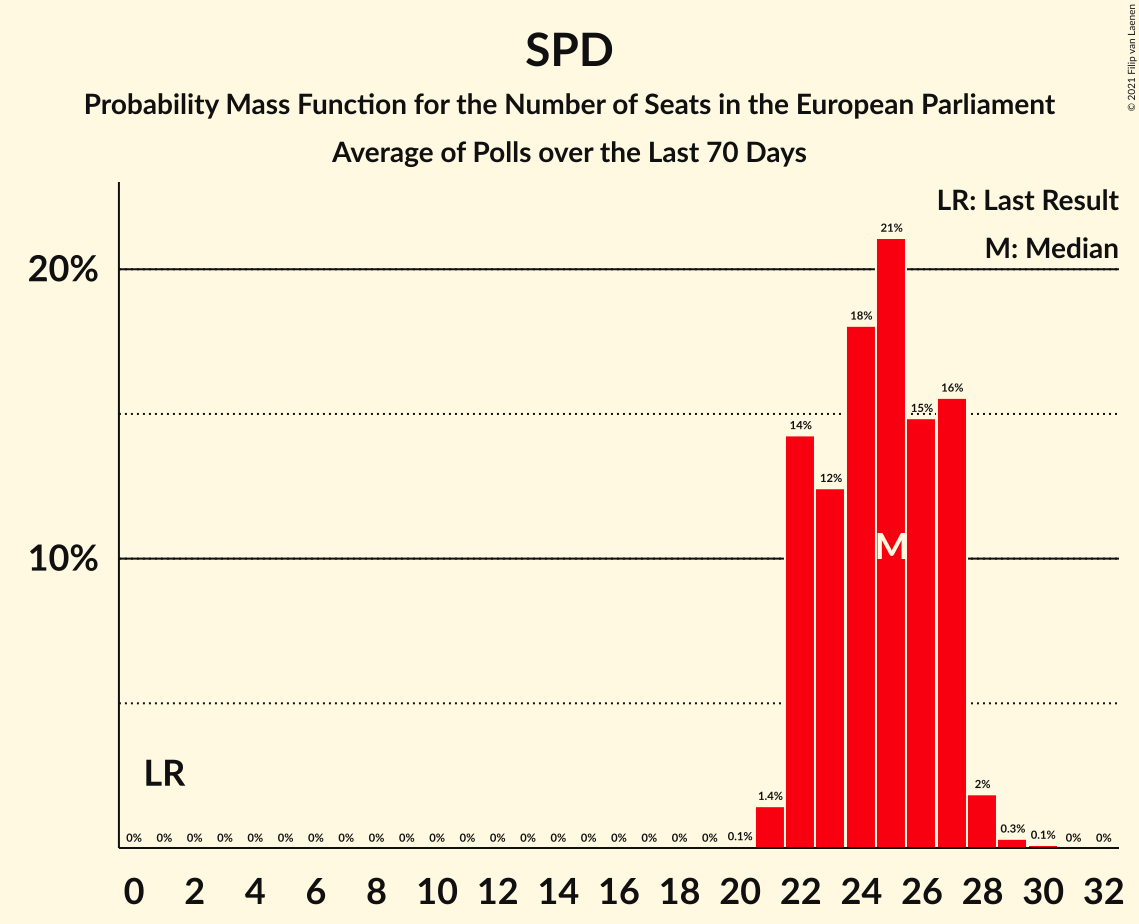 © 2021 Filip van Laenen
SPD
Probability Mass Function for the Number of Seats in the European Parliament
Average of Polls over the Last 70 Days
LR: Last Result
M: Median
21%
20%
18%
16%
15%
14%
12%
10%
M
LR
0% 0% 0% 0% 0% 0% 0% 0% 0% 0% 0% 0% 0% 0% 0% 0% 0% 0% 0% 0% 0.1% 1.4% 2% 0.3% 0.1% 0% 0%
0 2 4 6 8 10 12 14 16 18 20 22 24 26 28 30 32